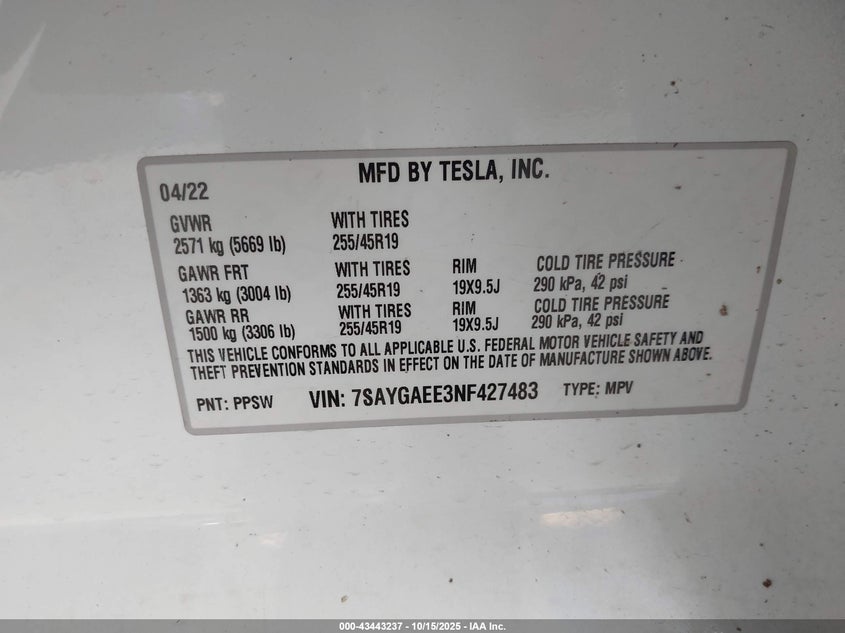 MFD BY TESLA, INC.
04/22
GVWR WITH TIRES
2571 kg (5669 lb) 255/45R19
GAWR FRT WITH TIRES RIM COLD TIRE PRESSURE
1363 kg (3004 lb) 255/45R19 19X9.5J 290 kPa, 42 psi
GAWR RR WITH TIRES RIM COLD TIRE PRESSURE
1500 kg (3306 lb) 255/45R19 19X9.5J 290 kPa, 42 psi
THIS VEHICLE CONFORMS TO ALL APPLICABLE U.S. FEDERAL MOTOR VEHICLE SAFETY AND
THEFT PREVENTION STANDARDS IN EFFECT ON THE DATE OF MANUFACTURE SHOWN ABOVE.
PNT: PPSW VIN: 7SAYGAEE3NF427483 TYPE: MPV
000-43443237 - 10/15/2025 - IAA Inc.